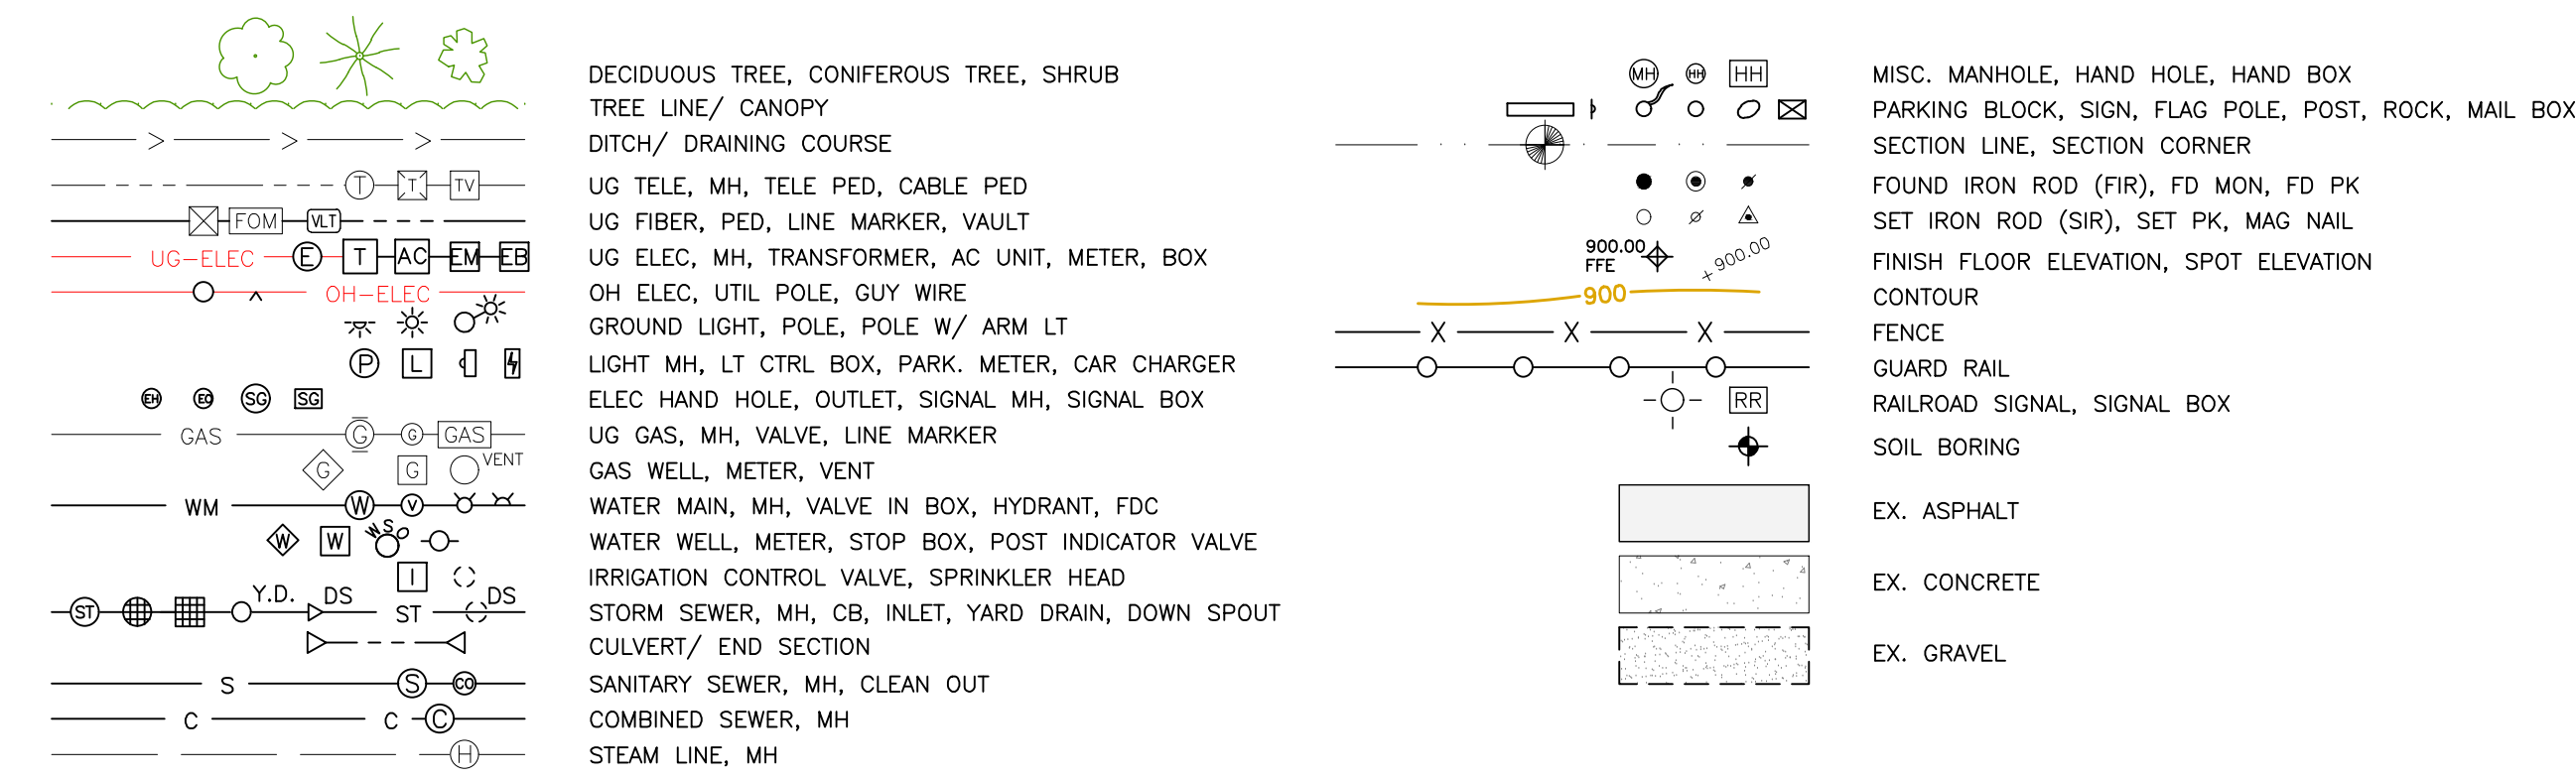 DECIDUOUS TREE, CONIFEROUS TREE, SHRUB
TREE LINE/ CANOPY
> > > DITCH/ DRAINING COURSE
T T TV UG TELE, MH, TELE PED, CABLE PED
FOM VLT UG FIBER, PED, LINE MARKER, VAULT
UG-ELEC E T AC EM EB UG ELEC, MH, TRANSFORMER, AC UNIT, METER, BOX
OH-ELEC OH ELEC, UTIL POLE, GUY WIRE
GROUND LIGHT, POLE, POLE W/ ARM LT
P L LIGHT MH, LT CTRL BOX, PARK. METER, CAR CHARGER
EH EO SG SG ELEC HAND HOLE, OUTLET, SIGNAL MH, SIGNAL BOX
GAS G G GAS UG GAS, MH, VALVE, LINE MARKER
G G VENT GAS WELL, METER, VENT
WM W V WATER MAIN, MH, VALVE IN BOX, HYDRANT, FDC
W W WSO WATER WELL, METER, STOP BOX, POST INDICATOR VALVE
I IRRIGATION CONTROL VALVE, SPRINKLER HEAD
ST Y.D. DS ST DS STORM SEWER, MH, CB, INLET, YARD DRAIN, DOWN SPOUT
CULVERT/ END SECTION
S S CO SANITARY SEWER, MH, CLEAN OUT
C C C COMBINED SEWER, MH
H STEAM LINE, MH
MH HH HH MISC. MANHOLE, HAND HOLE, HAND BOX
PARKING BLOCK, SIGN, FLAG POLE, POST, ROCK, MAIL BOX
SECTION LINE, SECTION CORNER
FOUND IRON ROD (FIR), FD MON, FD PK
SET IRON ROD (SIR), SET PK, MAG NAIL
900.00 +900.00
FFE FINISH FLOOR ELEVATION, SPOT ELEVATION
900 CONTOUR
X X X FENCE
GUARD RAIL
RR RAILROAD SIGNAL, SIGNAL BOX
SOIL BORING
EX. ASPHALT
EX. CONCRETE
EX. GRAVEL